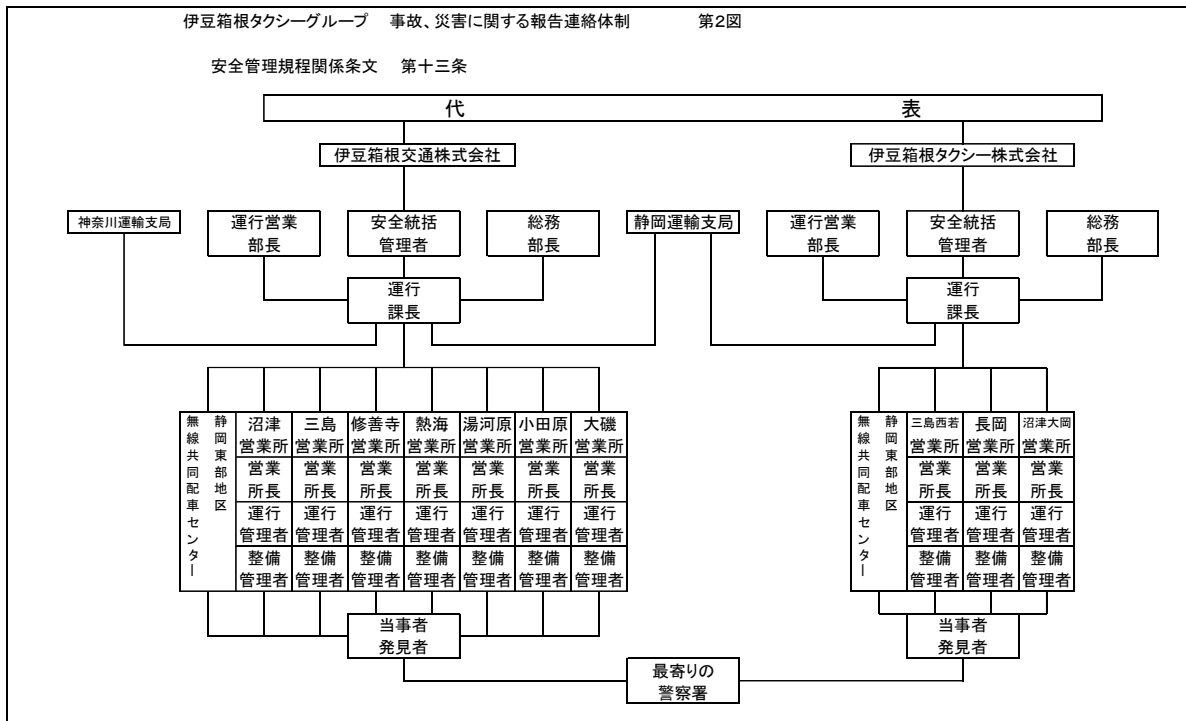 伊豆箱根タクシーグループ 事故、災害に関する報告連絡体制 第2図
安全管理規程関係条文 第十三条
代 表
伊豆箱根交通株式会社
伊豆箱根タクシー株式会社
神奈川運輸支局
運行営業
部長
安全統括
管理者
総務
部長
静岡運輸支局
運行営業
部長
安全統括
管理者
総務
部長
運行
課長
運行
課長
静岡東部地区
無線共同配車センター
沼津
営業所
営業
所長
運行
管理者
整備
管理者
三島
営業所
営業
所長
運行
管理者
整備
管理者
修善寺
営業所
営業
所長
運行
管理者
整備
管理者
熱海
営業所
営業
所長
運行
管理者
整備
管理者
湯河原
営業所
営業
所長
運行
管理者
整備
管理者
小田原
営業所
営業
所長
運行
管理者
整備
管理者
大磯
営業所
営業
所長
運行
管理者
整備
管理者
静岡東部地区
無線共同配車センター
三島西若
営業所
営業
所長
運行
管理者
整備
管理者
長岡
営業所
営業
所長
運行
管理者
整備
管理者
沼津大岡
営業所
営業
所長
運行
管理者
整備
管理者
当事者
発見者
当事者
発見者
最寄りの
警察署